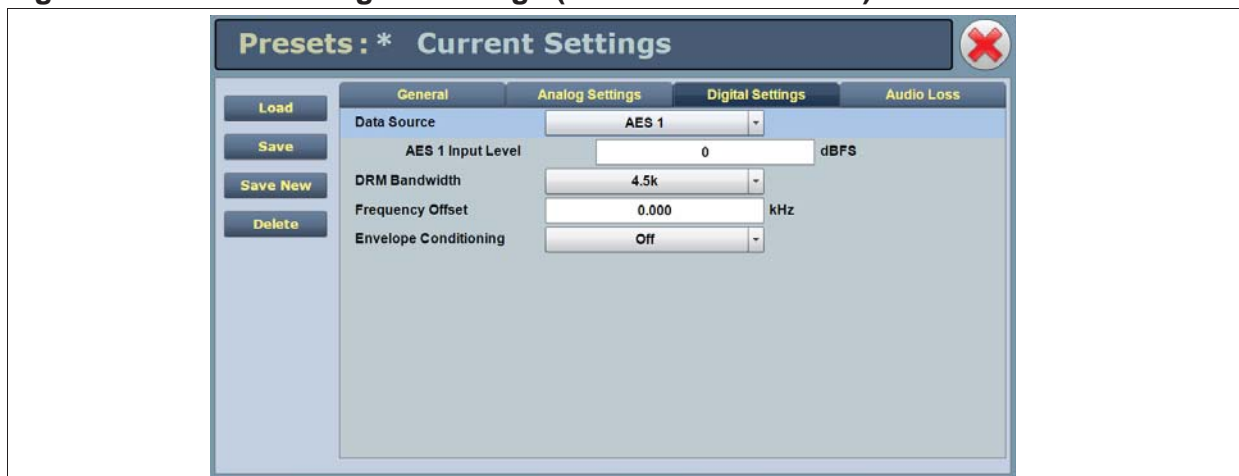 Presets: * Current Settings
Load
Save
Save New
Delete
General Analog Settings Digital Settings Audio Loss
Data Source AES 1
AES 1 Input Level 0 dBFS
DRM Bandwidth 4.5k
Frequency Offset 0.000 kHz
Envelope Conditioning Off